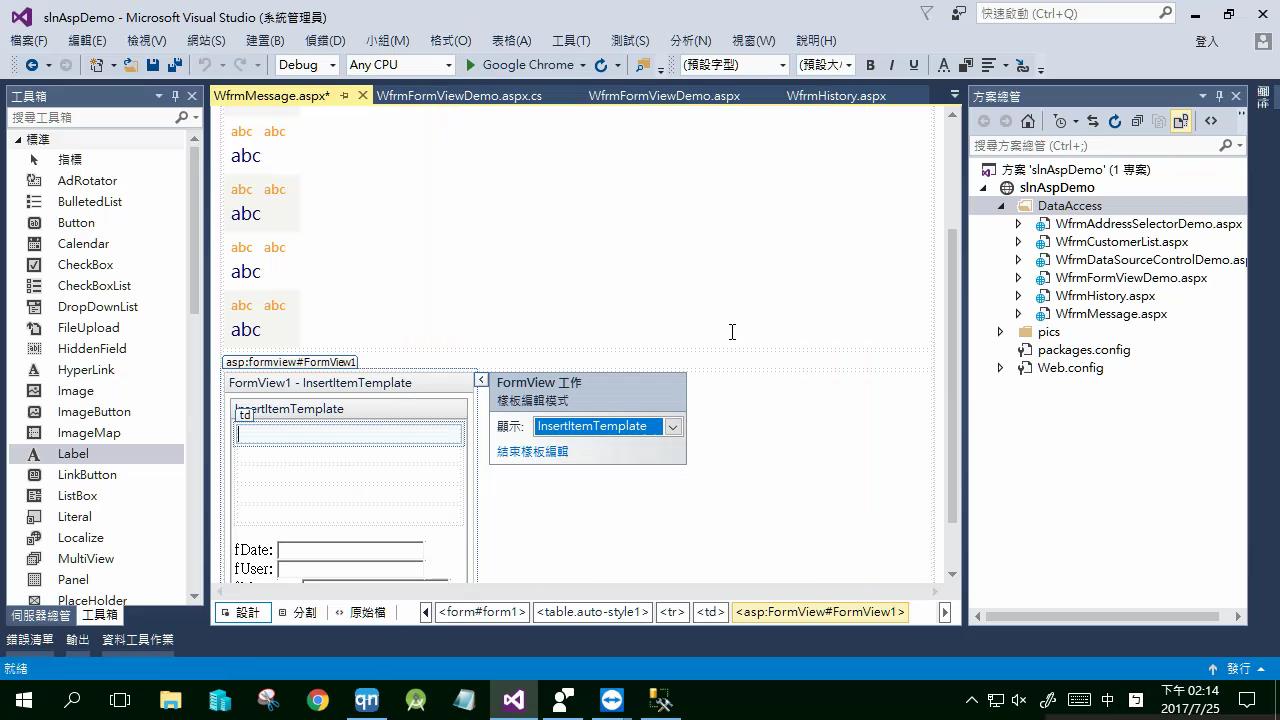 slnAspDemo - Microsoft Visual Studio (系統管理員)
快速啟動 (Ctrl+Q)
檔案(F) 編輯(E) 檢視(V) 網站(S) 建置(B) 偵錯(D) 小組(M) 格式(O) 表格(A) 工具(T) 測試(S) 分析(N) 視窗(W) 說明(H) 登入
Debug Any CPU Google Chrome (預設字型) (預設大 B I U A
工具箱
WfrmMessage.aspx* WfrmFormViewDemo.aspx.cs WfrmFormViewDemo.aspx WfrmHistory.aspx
方案總管
搜尋工具箱
標準
指標
AdRotator
BulletedList
Button
Calendar
CheckBox
CheckBoxList
DropDownList
FileUpload
HiddenField
HyperLink
Image
ImageButton
ImageMap
Label
LinkButton
ListBox
Literal
Localize
MultiView
Panel
PlaceHolder
伺服器總管 工具箱
abc abc
abc
abc abc
abc
abc abc
abc
abc abc
abc
asp:formview#FormView1
FormView1 - InsertItemTemplate
InsertItemTemplate
td
fDate:
fUser:
FormView 工作
樣板編輯模式
顯示: InsertItemTemplate
結束樣板編輯
設計 分割 原始檔 <form#form1> <table.auto-style1> <tr> <td> <asp:FormView#FormView1>
搜尋方案總管 (Ctrl+;)
方案 'slnAspDemo' (1 專案)
slnAspDemo
DataAccess
WfrmAddressSelectorDemo.aspx
WfrmCustomerList.aspx
WfrmDataSourceControlDemo.asp
WfrmFormViewDemo.aspx
WfrmHistory.aspx
WfrmMessage.aspx
pics
packages.config
Web.config
錯誤清單 輸出 資料工具作業
就緒 發行
qn 中
下午 02:14
2017/7/25